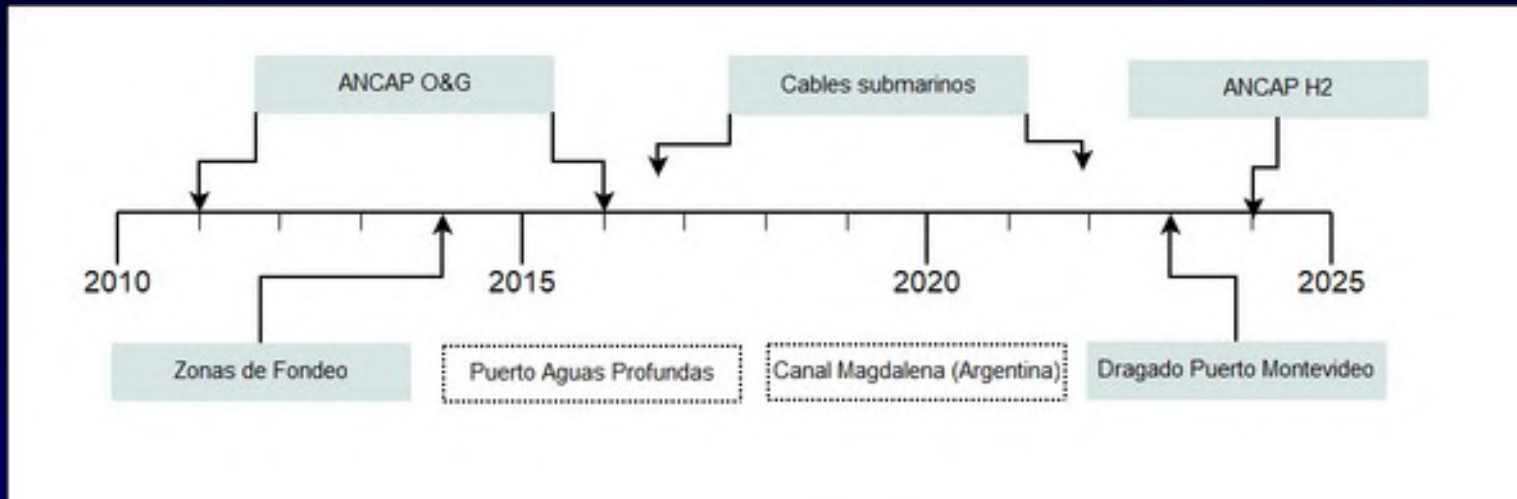 ANCAP O&G
Cables submarinos
ANCAP H2
2010
2015
2020
2025
Zonas de Fondeo
Puerto Aguas Profundas
Canal Magdalena (Argentina)
Dragado Puerto Montevideo